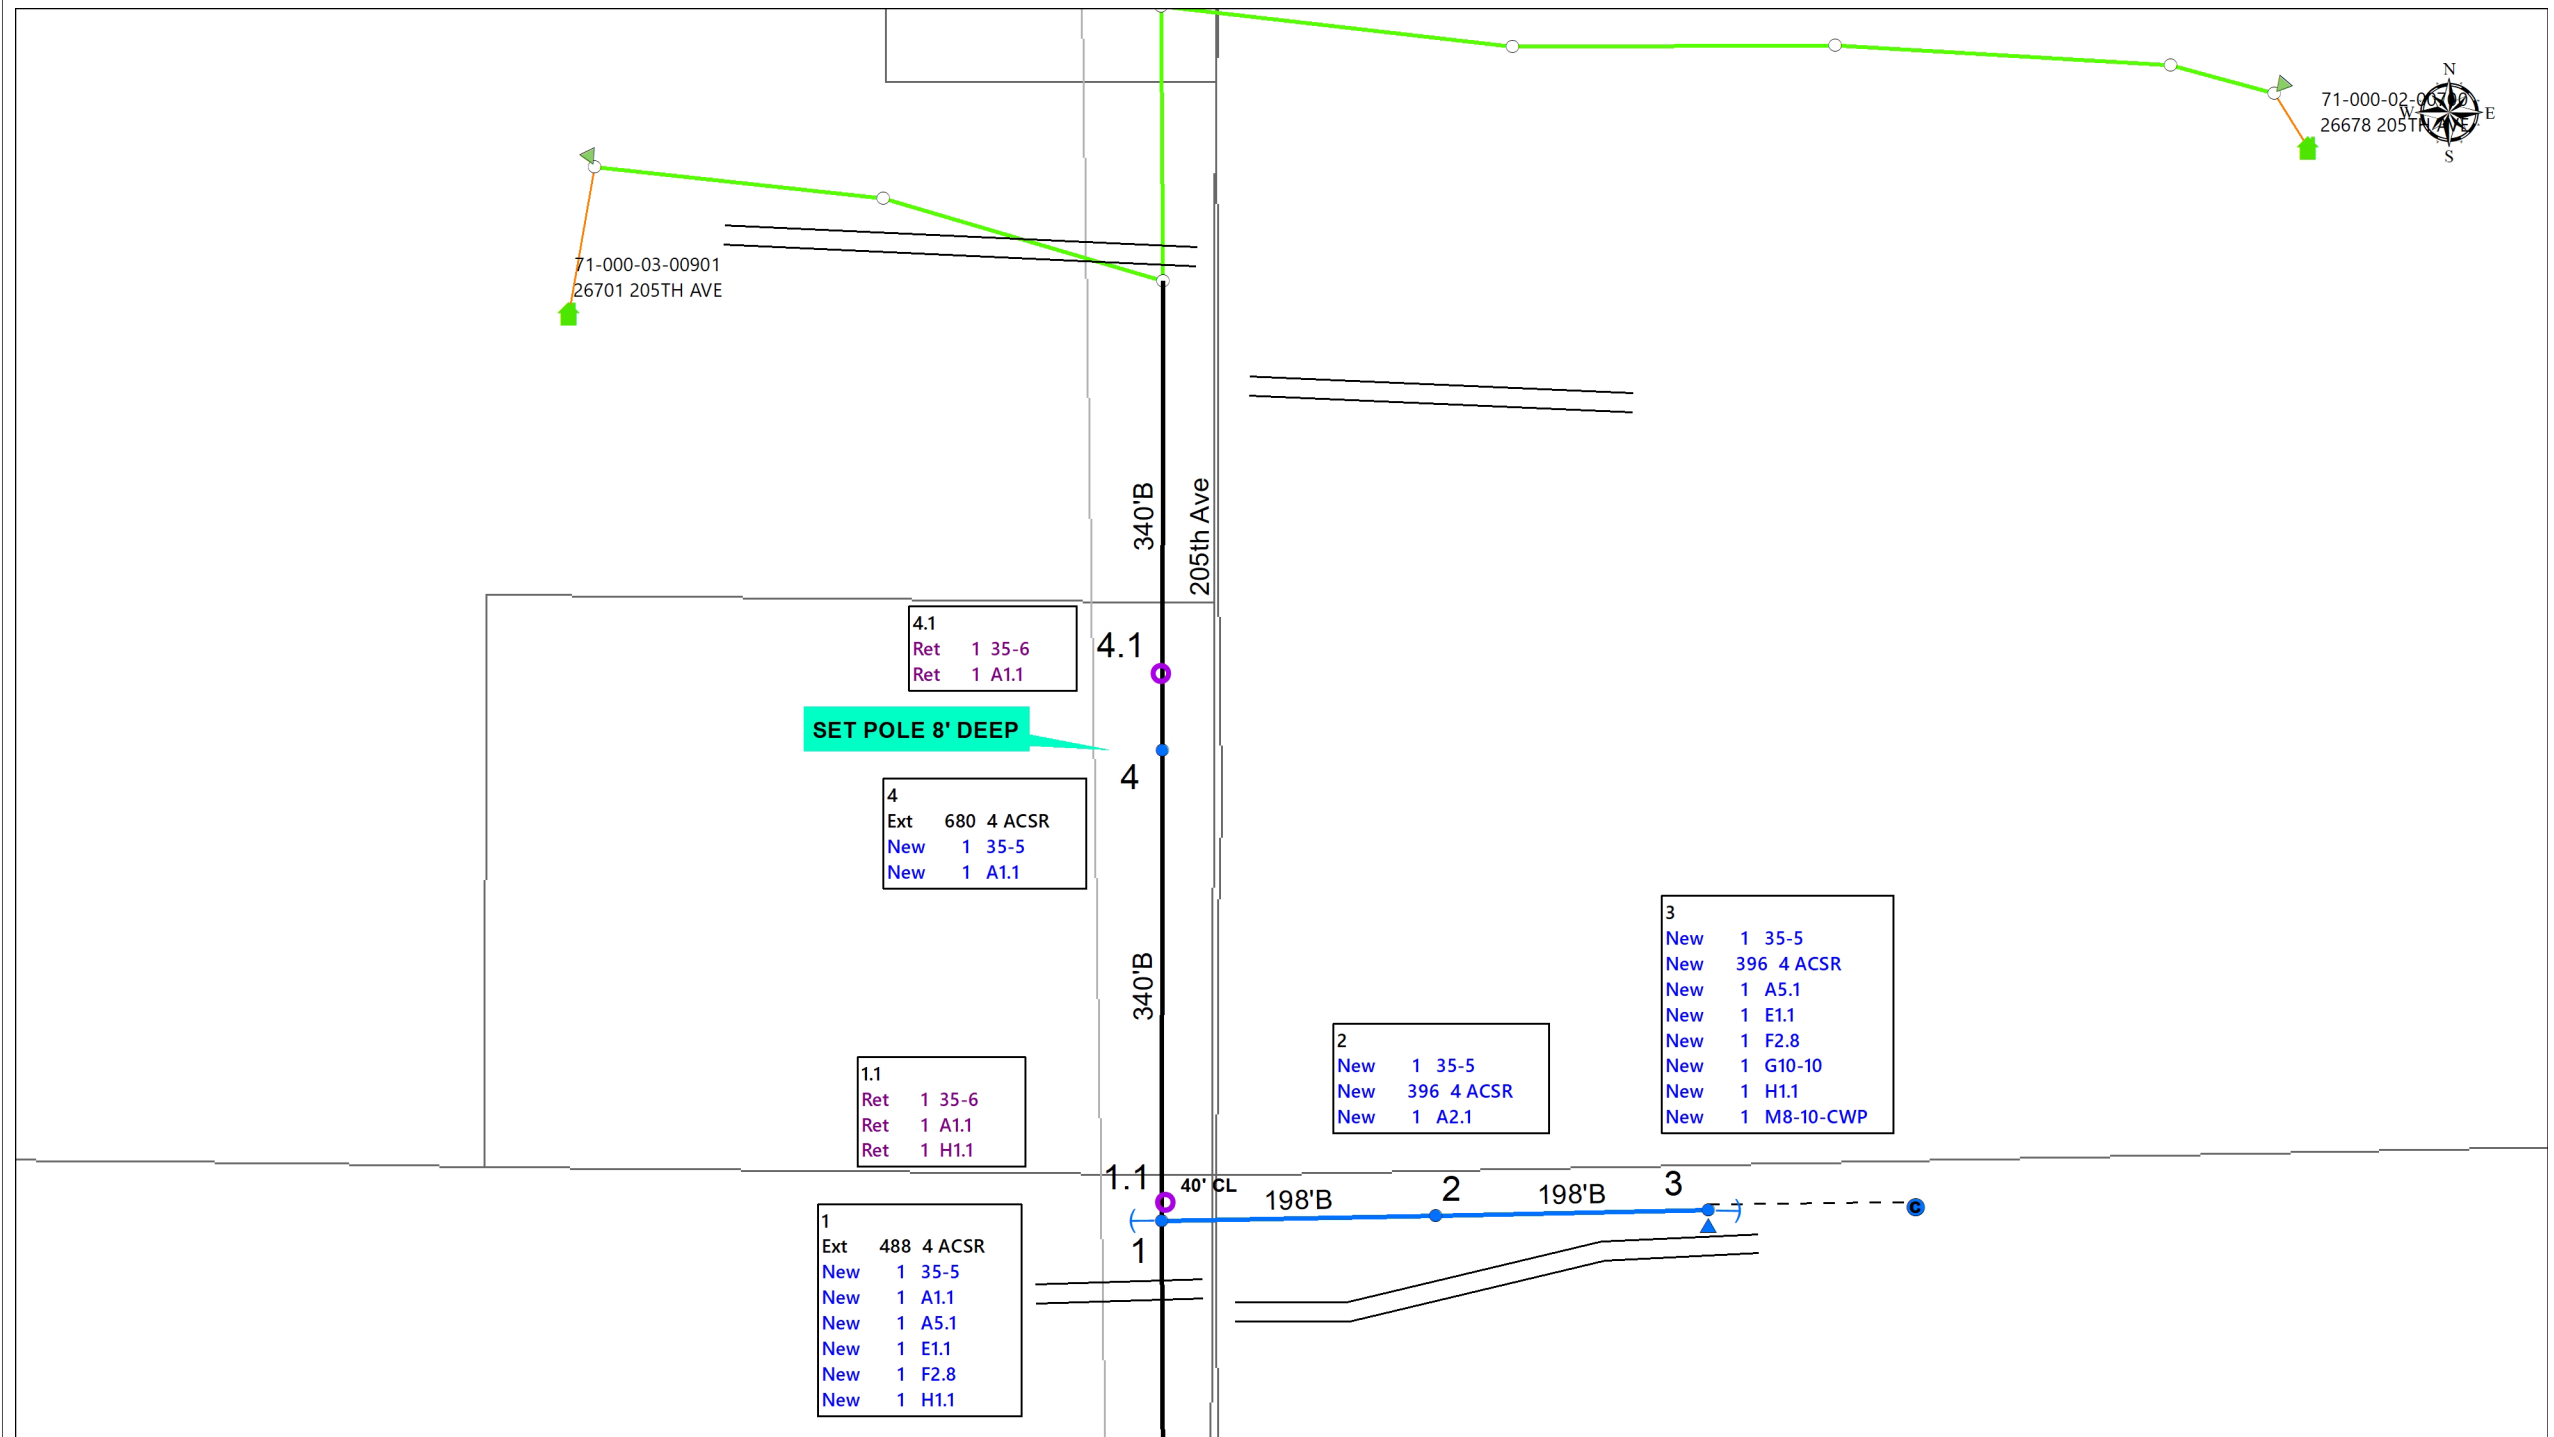 N
W
E
S
71-000-02-00700
26678 205TH AVE
71-000-03-00901
26701 205TH AVE
340'B
205th Ave
4.1
Ret 1 35-6
Ret 1 A1.1
4.1
SET POLE 8' DEEP
4
4
Ext 680 4 ACSR
New 1 35-5
New 1 A1.1
340'B
3
New 1 35-5
New 396 4 ACSR
New 1 A5.1
New 1 E1.1
New 1 F2.8
New 1 G10-10
New 1 H1.1
New 1 M8-10-CWP
2
New 1 35-5
New 396 4 ACSR
New 1 A2.1
1.1
Ret 1 35-6
Ret 1 A1.1
Ret 1 H1.1
1.1
40' CL
198'B
2
198'B
3
C
1
1
Ext 488 4 ACSR
New 1 35-5
New 1 A1.1
New 1 A5.1
New 1 E1.1
New 1 F2.8
New 1 H1.1